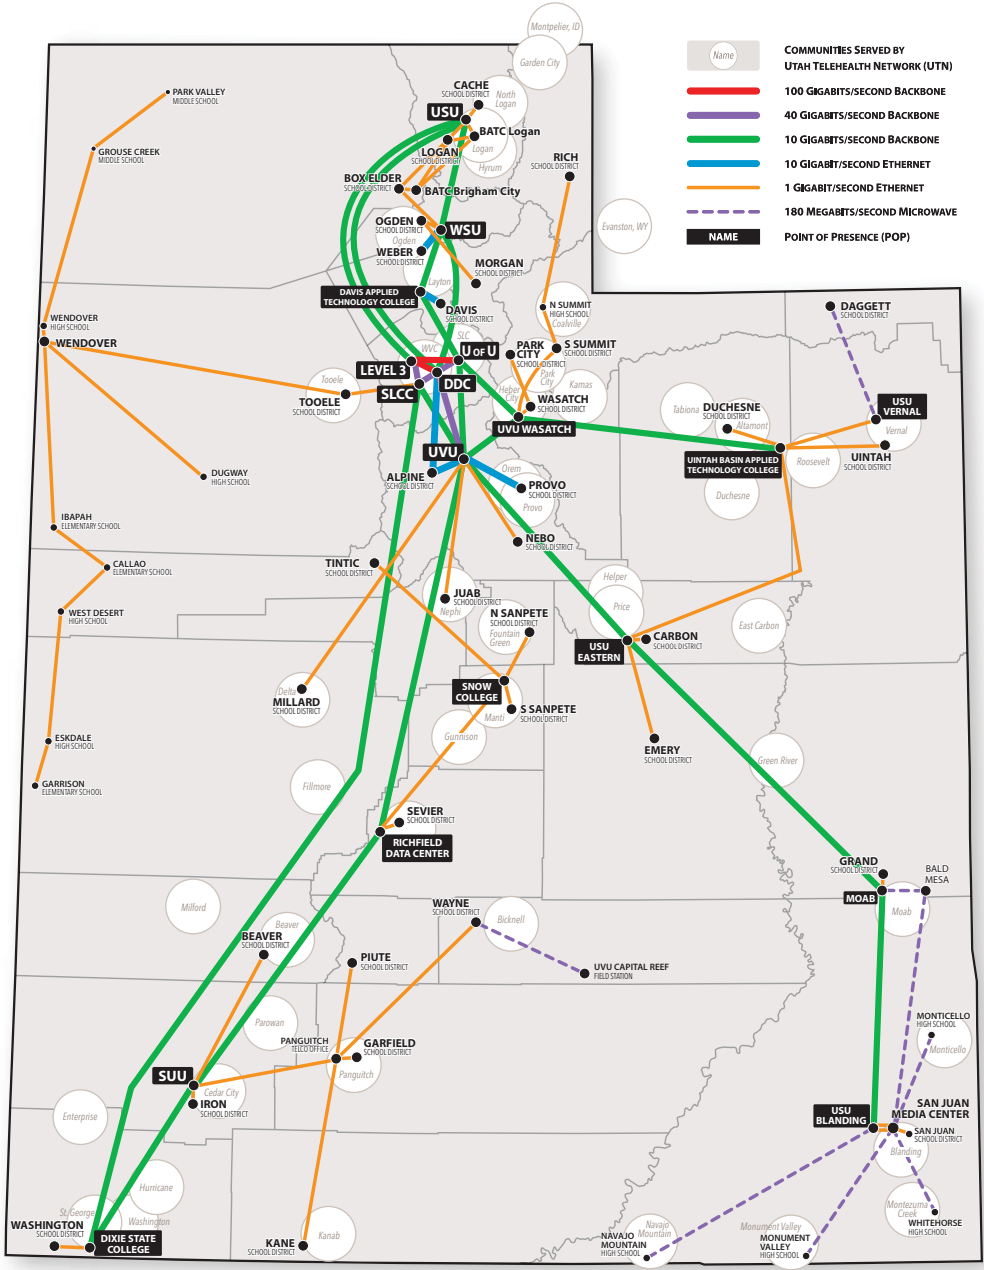 Montpelier, ID
Garden City
Name
COMMUNITIES SERVED BY
UTAH TELEHEALTH NETWORK (UTN)
100 GIGABITS/SECOND BACKBONE
40 GIGABITS/SECOND BACKBONE
10 GIGABITS/SECOND BACKBONE
10 GIGABIT/SECOND ETHERNET
1 GIGABIT/SECOND ETHERNET
180 MEGABITS/SECOND MICROWAVE
NAME
POINT OF PRESENCE (POP)
PARK VALLEY
MIDDLE SCHOOL
GROUSE CREEK
MIDDLE SCHOOL
CACHE
SCHOOL DISTRICT
North
Logan
USU
BATC Logan
LOGAN
SCHOOL DISTRICT
Logan
Hyrum
RICH
SCHOOL DISTRICT
BOX ELDER
SCHOOL DISTRICT
BATC Brigham City
Evanston, WY
OGDEN
SCHOOL DISTRICT
Ogden
WSU
WEBER
SCHOOL DISTRICT
MORGAN
SCHOOL DISTRICT
Layton
DAVIS APPLIED
TECHNOLOGY COLLEGE
DAVIS
SCHOOL DISTRICT
N SUMMIT
HIGH SCHOOL
Coalville
DAGGETT
SCHOOL DISTRICT
WENDOVER
HIGH SCHOOL
WENDOVER
SLC
WVC
U OF U
PARK
CITY
SCHOOL DISTRICT
S SUMMIT
SCHOOL DISTRICT
Park
City
LEVEL 3
DDC
SLCC
Tooele
TOOELE
SCHOOL DISTRICT
Heber
City
Kamas
WASATCH
SCHOOL DISTRICT
UVU WASATCH
Tabiona
DUCHESNE
SCHOOL DISTRICT
Altamont
USU
VERNAL
Vernal
UINTAH
SCHOOL DISTRICT
UINTAH BASIN APPLIED
TECHNOLOGY COLLEGE
Roosevelt
Duchesne
UVU
ALPINE
SCHOOL DISTRICT
Orem
PROVO
SCHOOL DISTRICT
Provo
DUGWAY
HIGH SCHOOL
IBAPAH
ELEMENTARY SCHOOL
NEBO
SCHOOL DISTRICT
TINTIC
SCHOOL DISTRICT
CALLAO
ELEMENTARY SCHOOL
Helper
Price
WEST DESERT
HIGH SCHOOL
JUAB
SCHOOL DISTRICT
Nephi
N SANPETE
SCHOOL DISTRICT
Fountain
Green
East Carbon
USU
EASTERN
CARBON
SCHOOL DISTRICT
SNOW
COLLEGE
Delta
MILLARD
SCHOOL DISTRICT
S SANPETE
SCHOOL DISTRICT
Manti
Gunnison
ESKDALE
HIGH SCHOOL
EMERY
SCHOOL DISTRICT
Green River
GARRISON
ELEMENTARY SCHOOL
Fillmore
SEVIER
SCHOOL DISTRICT
RICHFIELD
DATA CENTER
GRAND
SCHOOL DISTRICT
BALD
MESA
MOAB
Moab
Milford
WAYNE
SCHOOL DISTRICT
Bicknell
Beaver
BEAVER
SCHOOL DISTRICT
PIUTE
SCHOOL DISTRICT
UVU CAPITAL REEF
FIELD STATION
Parowan
PANGUITCH
TELCO OFFICE
GARFIELD
SCHOOL DISTRICT
Panguitch
MONTICELLO
HIGH SCHOOL
Monticello
SUU
Cedar City
IRON
SCHOOL DISTRICT
Enterprise
USU
BLANDING
SAN JUAN
MEDIA CENTER
SAN JUAN
SCHOOL DISTRICT
Blanding
Hurricane
St. George
Washington
WASHINGTON
SCHOOL DISTRICT
DIXIE STATE
COLLEGE
KANE
SCHOOL DISTRICT
Kanab
Navajo
Mountain
NAVAJO
MOUNTAIN
HIGH SCHOOL
Monument Valley
MONUMENT
VALLEY
HIGH SCHOOL
Montezuma
Creek
WHITEHORSE
HIGH SCHOOL